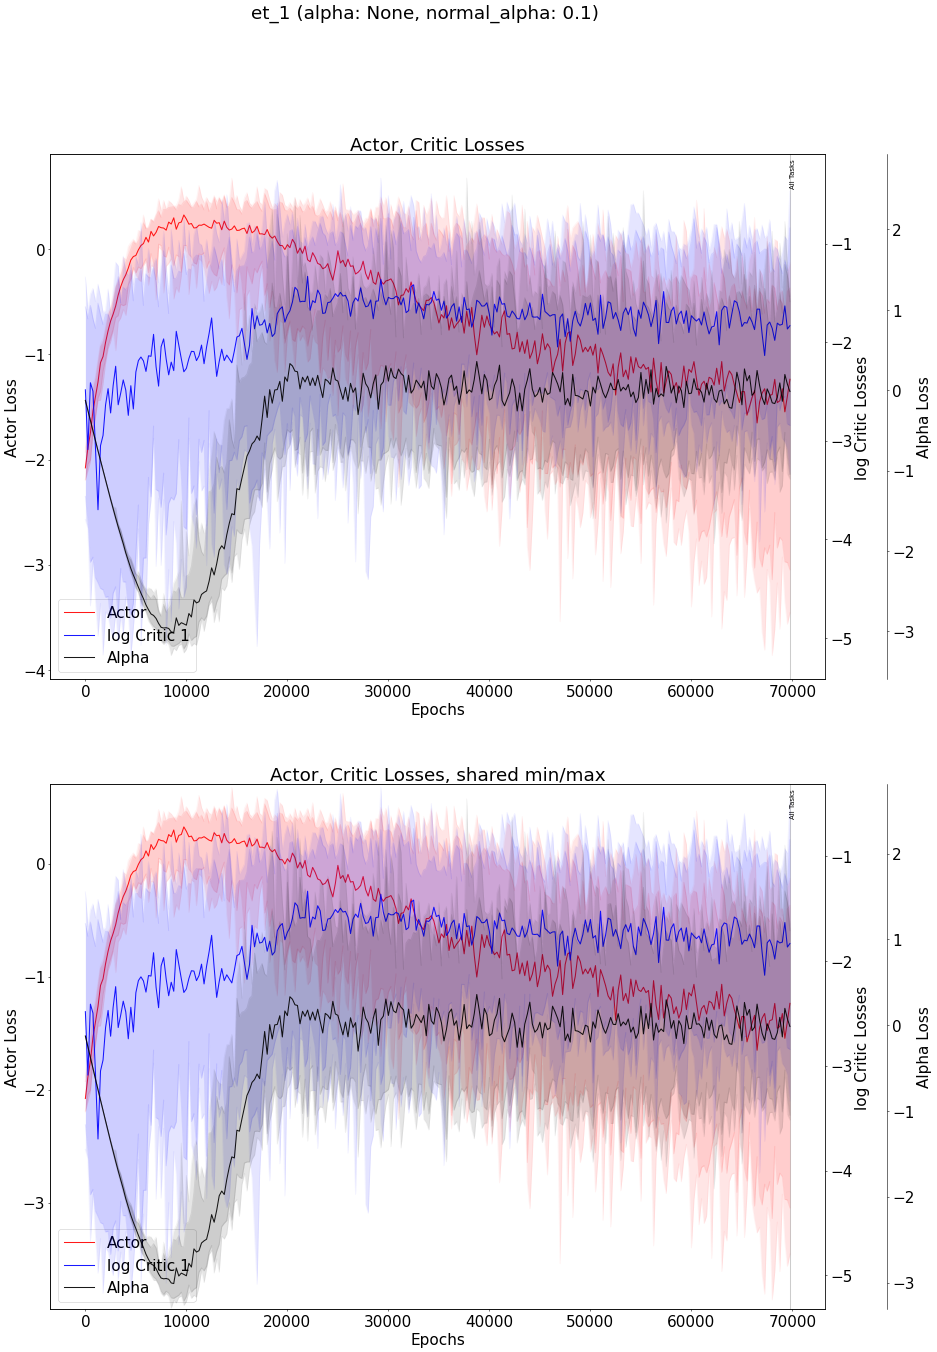 et_1 (alpha: None, normal_alpha: 0.1)
Actor, Critic Losses
All Tasks
Actor Loss
0
−1
−2
−3
−4
−1
−2
−3
−4
−5
log Critic Losses
2
1
0
−1
−2
−3
Alpha Loss
Actor
log Critic 1
Alpha
0 10000 20000 30000 40000 50000 60000 70000
Epochs
Actor, Critic Losses, shared min/max
All Tasks
Actor Loss
0
−1
−2
−3
−1
−2
−3
−4
−5
log Critic Losses
2
1
0
−1
−2
−3
Alpha Loss
Actor
log Critic 1
Alpha
0 10000 20000 30000 40000 50000 60000 70000
Epochs